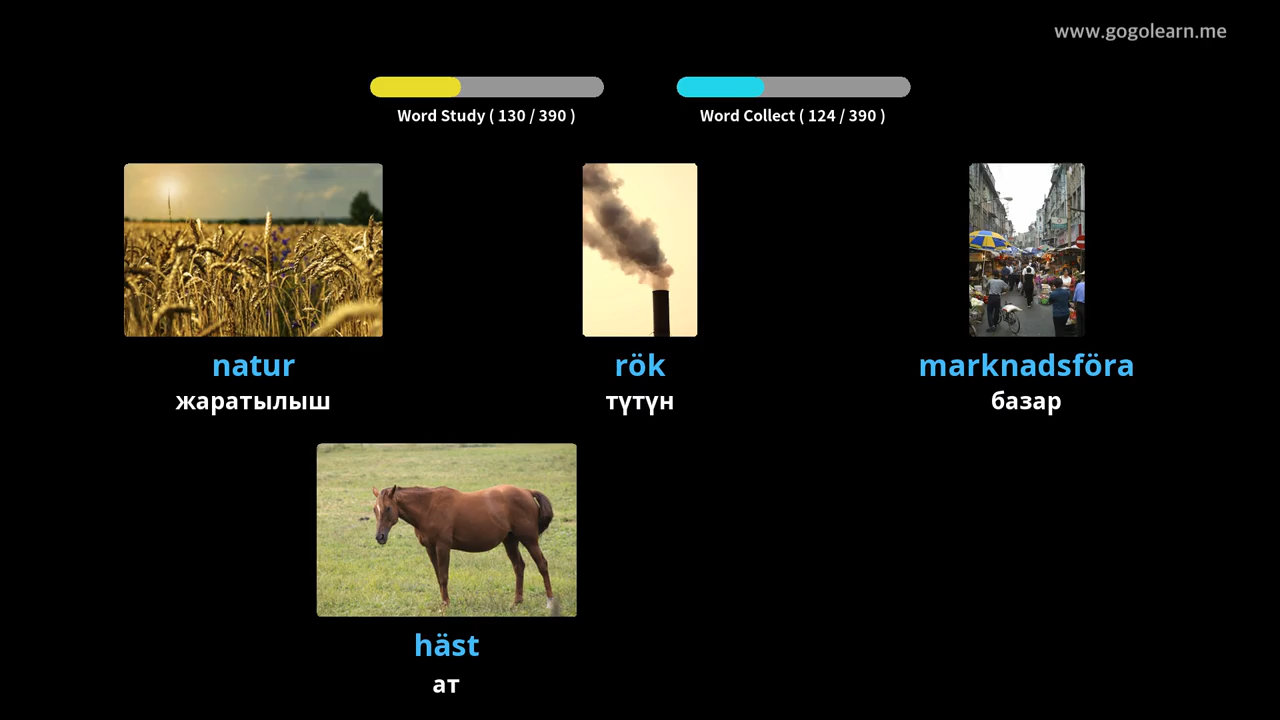 www.gogolearn.me
Word Study ( 130 / 390 )
Word Collect ( 124 / 390 )
natur
жаратылыш
rök
түтүн
marknadsföra
базар
häst
ат